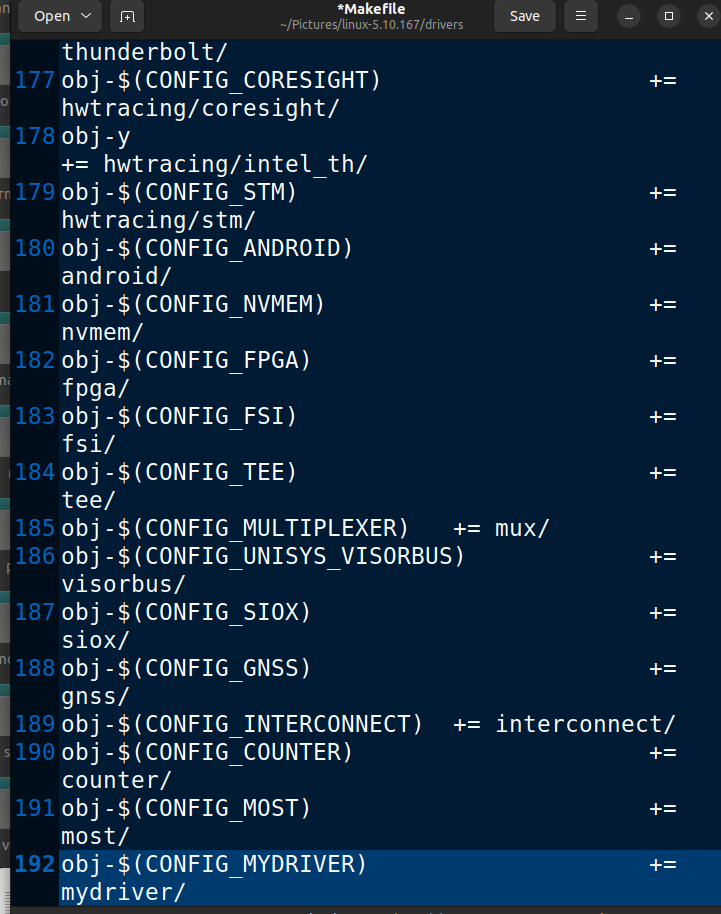 Open
*Makefile
~/Pictures/linux-5.10.167/drivers
Save
thunderbolt/
177 obj-$(CONFIG_CORESIGHT) +=
hwtracing/coresight/
178 obj-y
+= hwtracing/intel_th/
179 obj-$(CONFIG_STM) +=
hwtracing/stm/
180 obj-$(CONFIG_ANDROID) +=
android/
181 obj-$(CONFIG_NVMEM) +=
nvmem/
182 obj-$(CONFIG_FPGA) +=
fpga/
183 obj-$(CONFIG_FSI) +=
fsi/
184 obj-$(CONFIG_TEE) +=
tee/
185 obj-$(CONFIG_MULTIPLEXER) += mux/
186 obj-$(CONFIG_UNISYS_VISORBUS) +=
visorbus/
187 obj-$(CONFIG_SIOX) +=
siox/
188 obj-$(CONFIG_GNSS) +=
gnss/
189 obj-$(CONFIG_INTERCONNECT) += interconnect/
190 obj-$(CONFIG_COUNTER) +=
counter/
191 obj-$(CONFIG_MOST) +=
most/
192 obj-$(CONFIG_MYDRIVER) +=
mydriver/